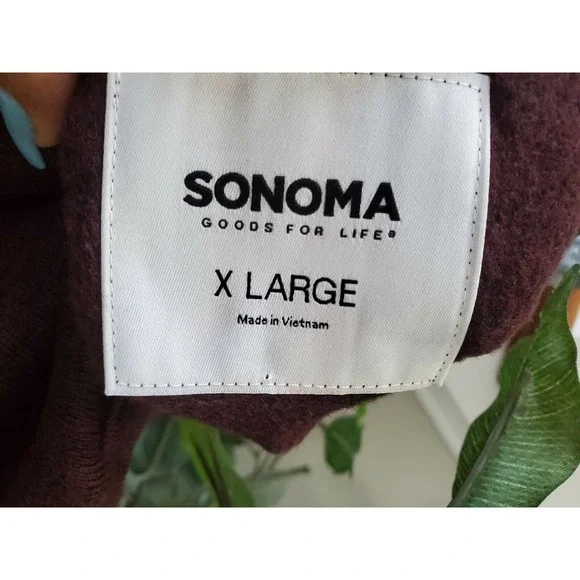 SONOMA
GOODS FOR LIFE®
X LARGE
Made in Vietnam